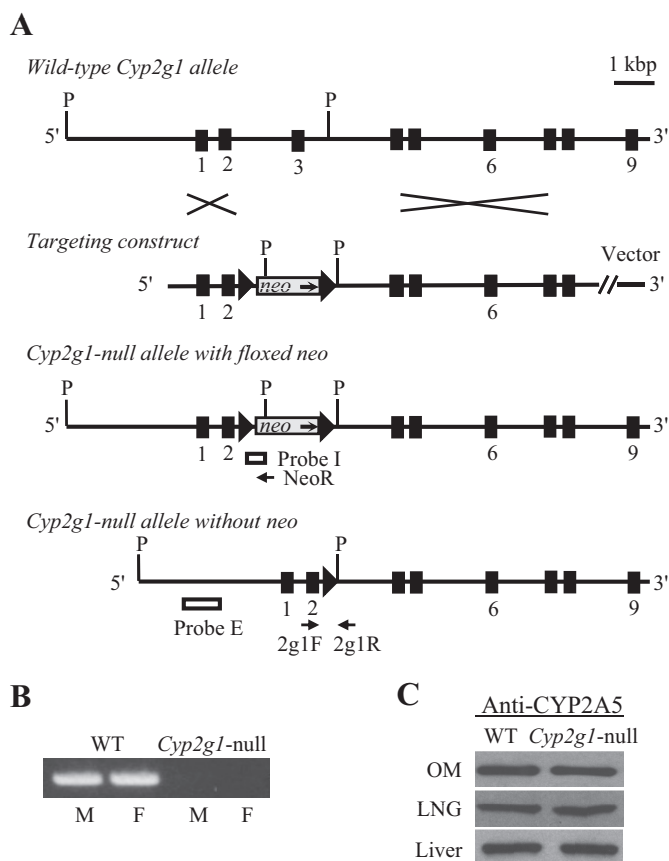 A
Wild-type Cyp2g1 allele
1 kbp
P P
5' 3'
1 2 3 6 9
Targeting construct
Vector
P P
5' neo 3'
1 2 6
Cyp2g1-null allele with floxed neo
P P P
5' neo 3'
1 2 6 9
Probe I
NeoR
Cyp2g1-null allele without neo
P P
5' 3'
1 2 6 9
Probe E
2g1F 2g1R
B
WT Cyp2g1-null
M F M F
C
Anti-CYP2A5
WT Cyp2g1-null
OM
LNG
Liver